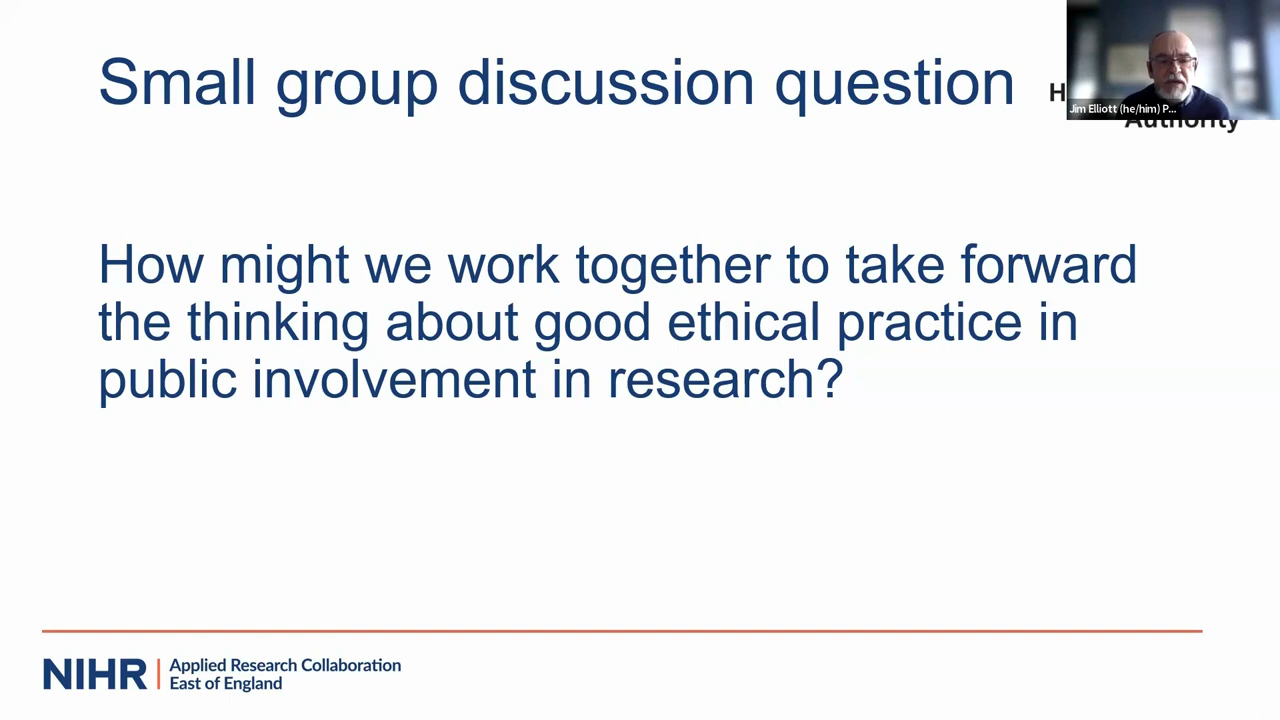 Small group discussion question
Jim Elliott (he/him) P...
Authority
How might we work together to take forward
the thinking about good ethical practice in
public involvement in research?
NIHR
Applied Research Collaboration
East of England